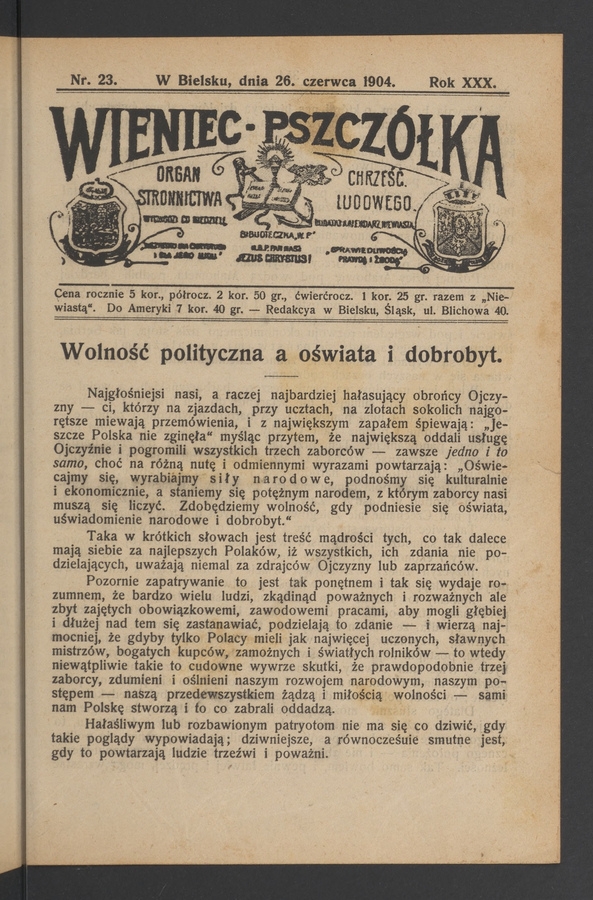 Nr. 23. W Bielsku, dnia 26. czerwca 1904. Rok XXX.
WIENIEC-PSZCZÓŁKA
ORGAN STRONNICTWA
CHRZEŚC. LUDOWEGO
WYCHODZI CO NIEDZIELĘ
BIBLIOTECZNA „W. P"
JEZUS CHRYSTUS!
„SPRAWIEDLIWOŚCIĄ PRAWDĄ I ZGODĄ"
Cena rocznie 5 kor., półrocz. 2 kor. 50 gr., ćwierćrocz. 1 kor. 25 gr. razem z „Nie-
wiastą". Do Ameryki 7 kor. 40 gr. — Redakcya w Bielsku, Śląsk, ul. Blichowa 40.
Wolność polityczna a oświata i dobrobyt.
Najgłośniejsi nasi, a raczej najbardziej hałasujący obrońcy Ojczy-
zny — ci, którzy na zjazdach, przy ucztach, na zlotach sokolich najgo-
rętsze miewają przemówienia, i z największym zapałem śpiewają: „Je-
szcze Polska nie zginęła" myśląc przytem, że największą oddali usługę
Ojczyźnie i pogromili wszystkich trzech zaborców — zawsze jedno i to
samo, choć na różną nutę i odmiennymi wyrazami powtarzają: „Oświe-
cajmy się, wyrabiajmy siły narodowe, podnośmy się kulturalnie
i ekonomicznie, a staniemy się potężnym narodem, z którym zaborcy nasi
muszą się liczyć. Zdobędziemy wolność, gdy podniesie się oświata,
uświadomienie narodowe i dobrobyt."
Taka w krótkich słowach jest treść mądrości tych, co tak dalece
mają siebie za najlepszych Polaków, iż wszystkich, ich zdania nie po-
dzielających, uważają niemal za zdrajców Ojczyzny lub zaprzańców.
Pozornie zapatrywanie to jest tak ponętnem i tak się wydaje ro-
zumnem, że bardzo wielu ludzi, zkądinąd poważnych i rozważnych ale
zbyt zajętych obowiązkowemi, zawodowemi pracami, aby mogli głębiej
i dłużej nad tem się zastanawiać, podzielają to zdanie — i wierzą naj-
mocniej, że gdyby tylko Polacy mieli jak najwięcej uczonych, sławnych
mistrzów, bogatych kupców, zamożnych i światłych rolników — to wtedy
niewątpliwie takie to cudowne wywrze skutki, że prawdopodobnie trzej
zaborcy, zdumieni i oślnieni naszym rozwojem narodowym, naszym po-
stępem — naszą przedewszystkiem żądzą i miłością wolności — sami
nam Polskę stworzą i to co zabrali oddadzą.
Hałaśliwym lub rozbawionym patryotom nie ma się co dziwić, gdy
takie poglądy wypowiadają; dziwniejsze, a równocześuie smutne jest,
gdy to powtarzają ludzie trzeźwi i poważni.